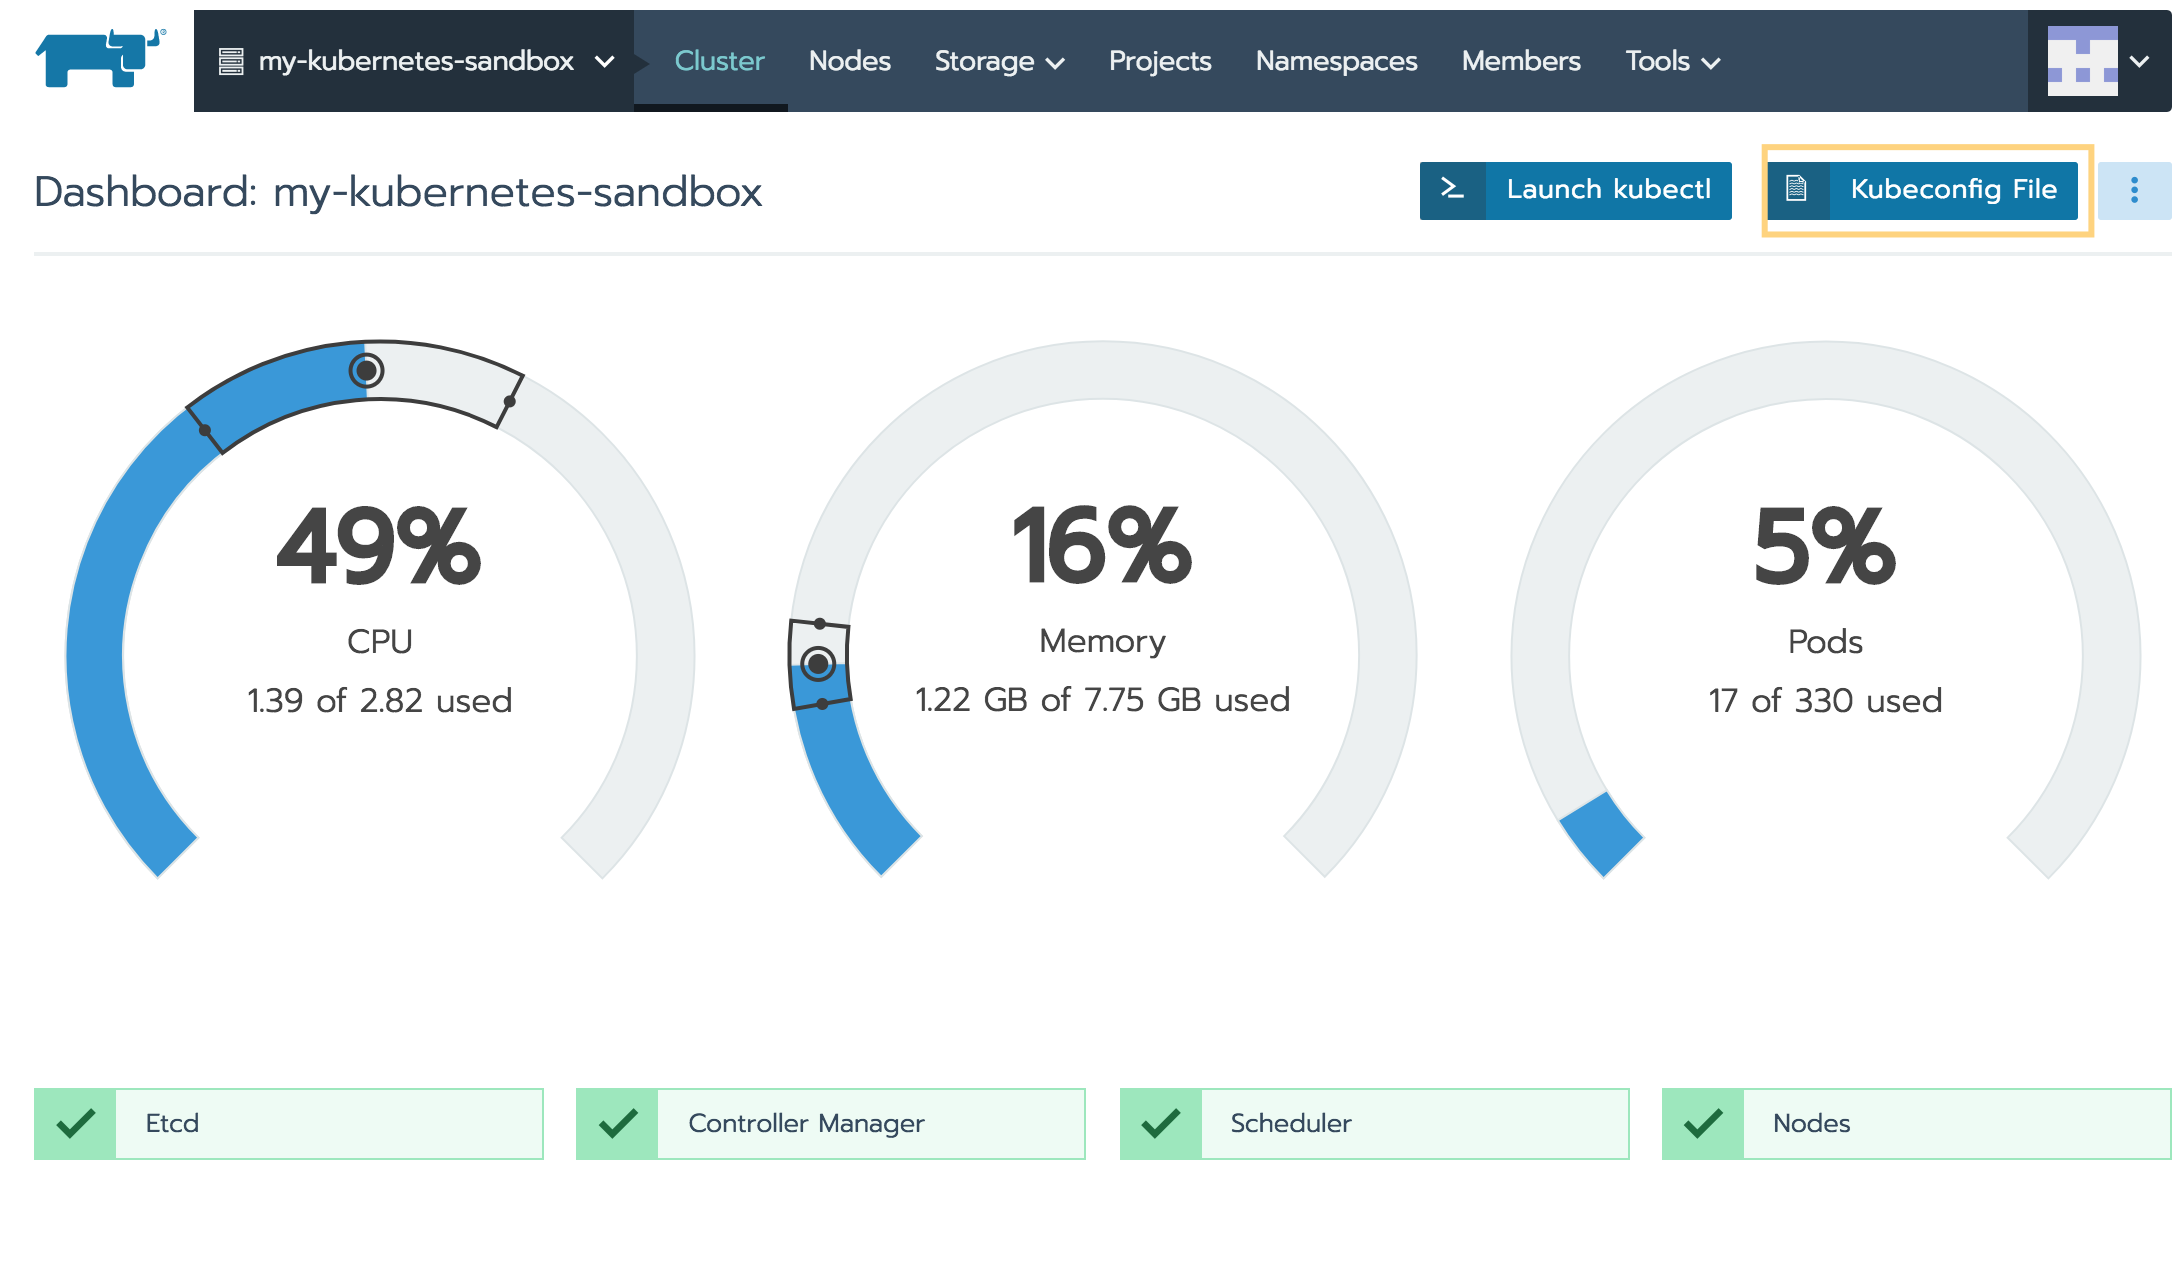 my-kubernetes-sandbox Cluster Nodes Storage Projects Namespaces Members Tools
Dashboard: my-kubernetes-sandbox
Launch kubectl
Kubeconfig File
49%
CPU
1.39 of 2.82 used
16%
Memory
1.22 GB of 7.75 GB used
5%
Pods
17 of 330 used
Etcd
Controller Manager
Scheduler
Nodes